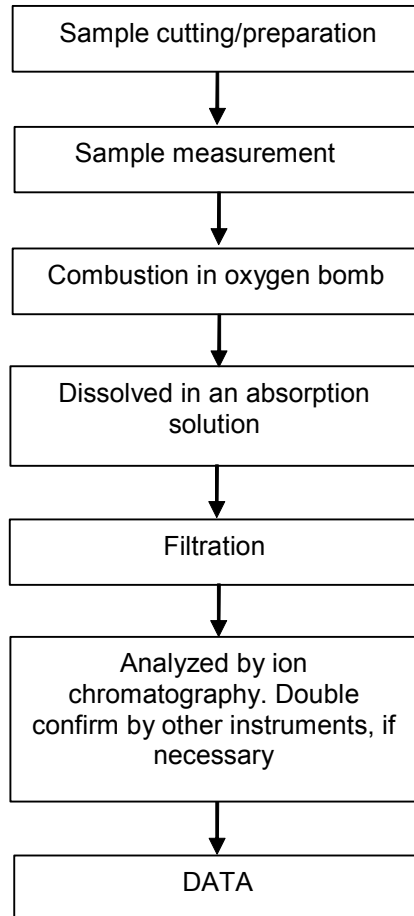 Sample cutting/preparation
Sample measurement
Combustion in oxygen bomb
Dissolved in an absorption
solution
Filtration
Analyzed by ion
chromatography. Double
confirm by other instruments, if
necessary
DATA